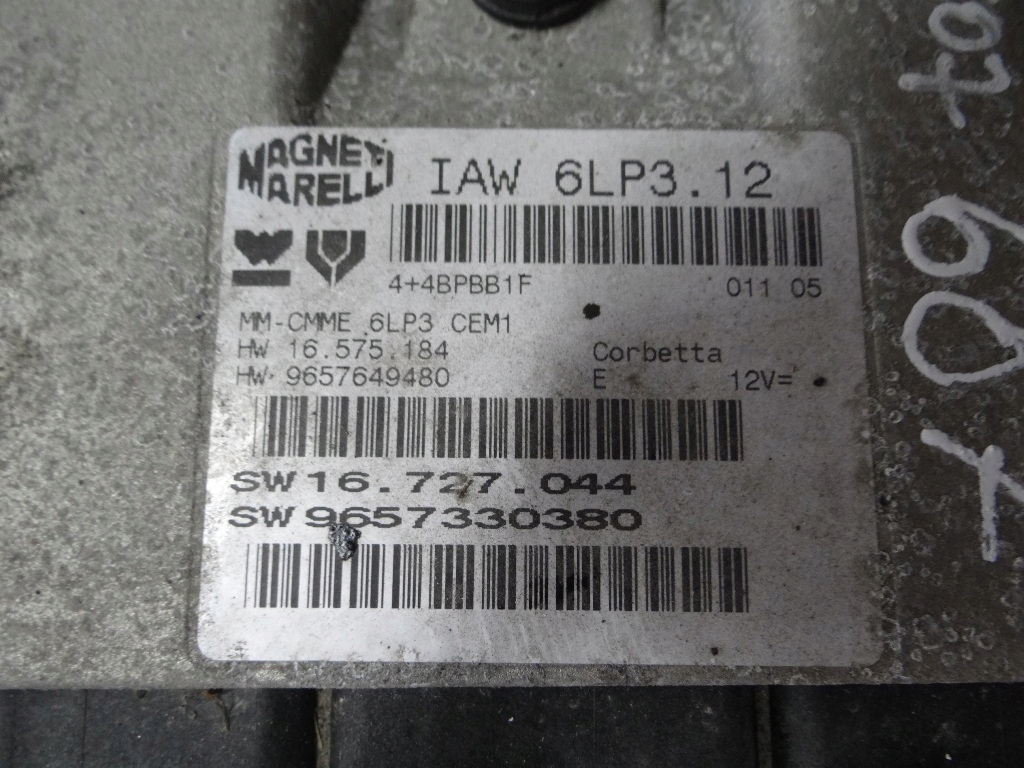 MAGNETI
MARELLI
IAW 6LP3.12
4+4BPBB1F 011 05
MM-CMME 6LP3 CEM1
HW 16.575.184 Corbetta
HW 9657649480 E 12V=
SW16.727.044
SW9657330380